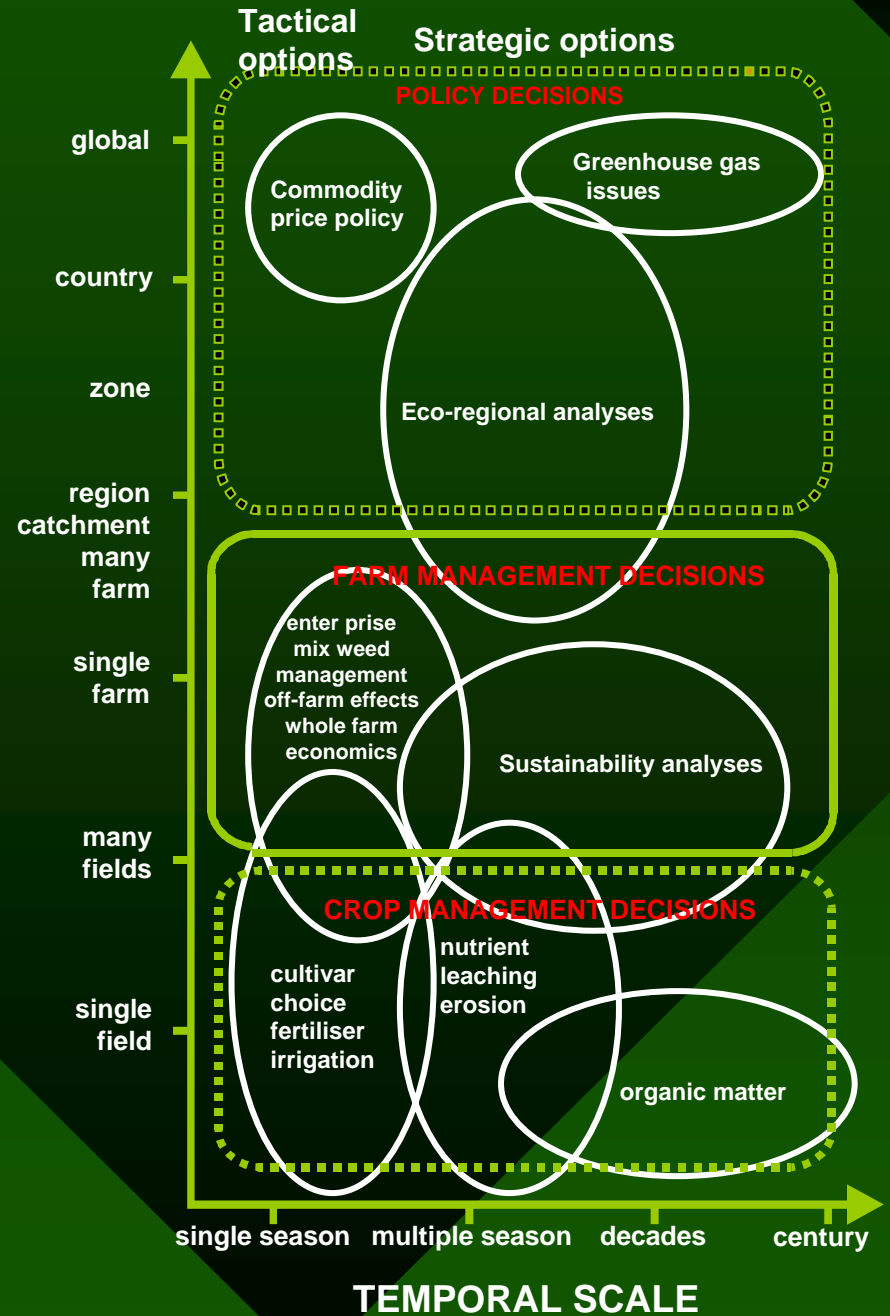 Tactical
options
Strategic options
POLICY DECISIONS
global
Commodity
price policy
Greenhouse gas
issues
country
zone
Eco-regional analyses
region
catchment
many
farm
FARM MANAGEMENT DECISIONS
enter prise
mix weed
management
off-farm effects
whole farm
economics
single
farm
Sustainability analyses
many
fields
CROP MANAGEMENT DECISIONS
nutrient
leaching
erosion
cultivar
choice
fertiliser
irrigation
single
field
organic matter
single season
multiple season
decades
century
TEMPORAL SCALE